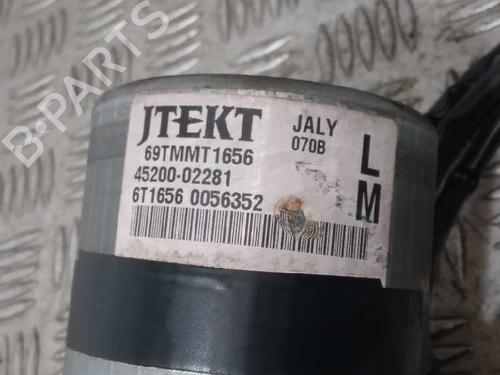 JTEKT
JALY
69TMMT1656
070B
L
45200-02281
M
6T1656 0056352
B-PARTS